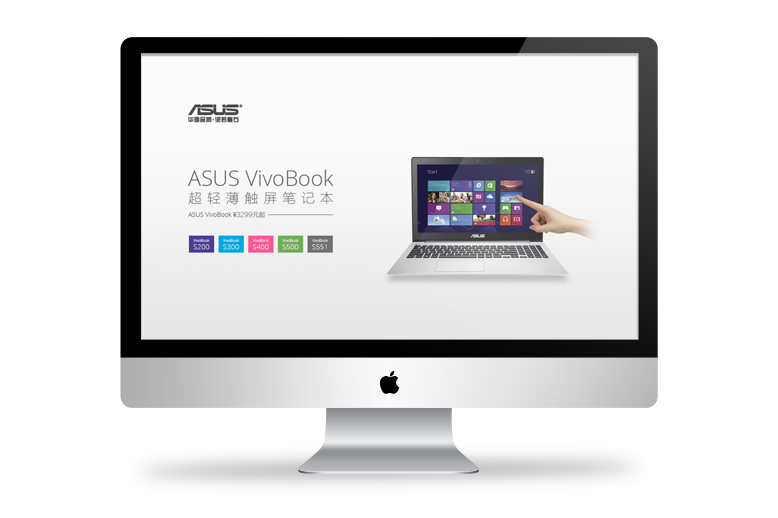 ASUS®
华硕品质·坚若磐石
ASUS VivoBook
超轻薄触屏笔记本
ASUS VivoBook ¥3299元起
VivoBook S200
VivoBook S300
VivoBook S400
VivoBook S500
VivoBook S551
Start
ASUS